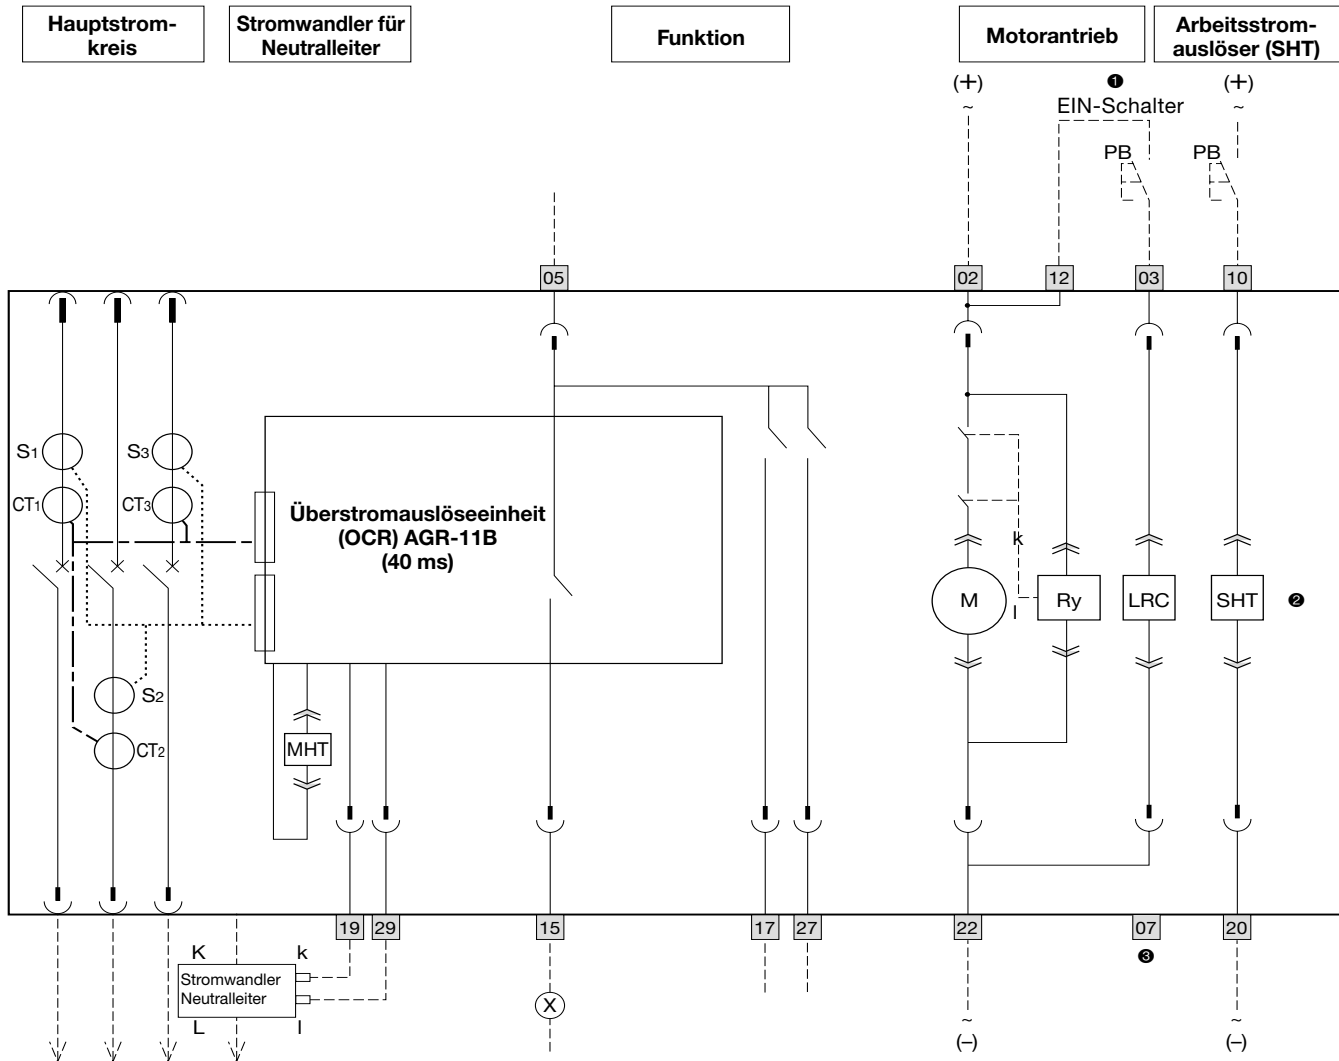 Hauptstrom-
kreis
Stromwandler für
Neutralleiter
Funktion
Motorantrieb
Arbeitsstrom-
auslöser (SHT)
(+)
~
❶
EIN-Schalter
(+)
~
PB
PB
05
02
12
03
10
S1
S3
CT1
CT3
Überstromauslöseeinheit
(OCR) AGR-11B
(40 ms)
k
M
l
Ry
LRC
SHT
❷
S2
CT2
MHT
19
29
15
17
27
22
07
20
❸
K
k
Stromwandler
Neutralleiter
L
l
X
~
(–)
~
(–)